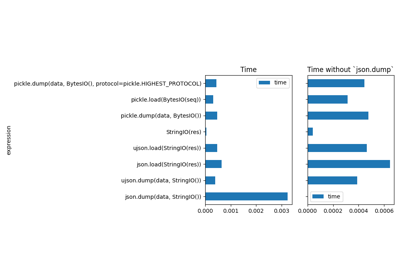 Time
Time without `json.dump`
pickle.dump(data, BytesIO(), protocol=pickle.HIGHEST_PROTOCOL)
pickle.load(BytesIO(seq))
pickle.dump(data, BytesIO())
StringIO(res)
ujson.load(StringIO(res))
json.load(StringIO(res))
ujson.dump(data, StringIO())
json.dump(data, StringIO())
expression
time
time
0.000 0.001 0.002 0.003
0.0000 0.0002 0.0004 0.0006